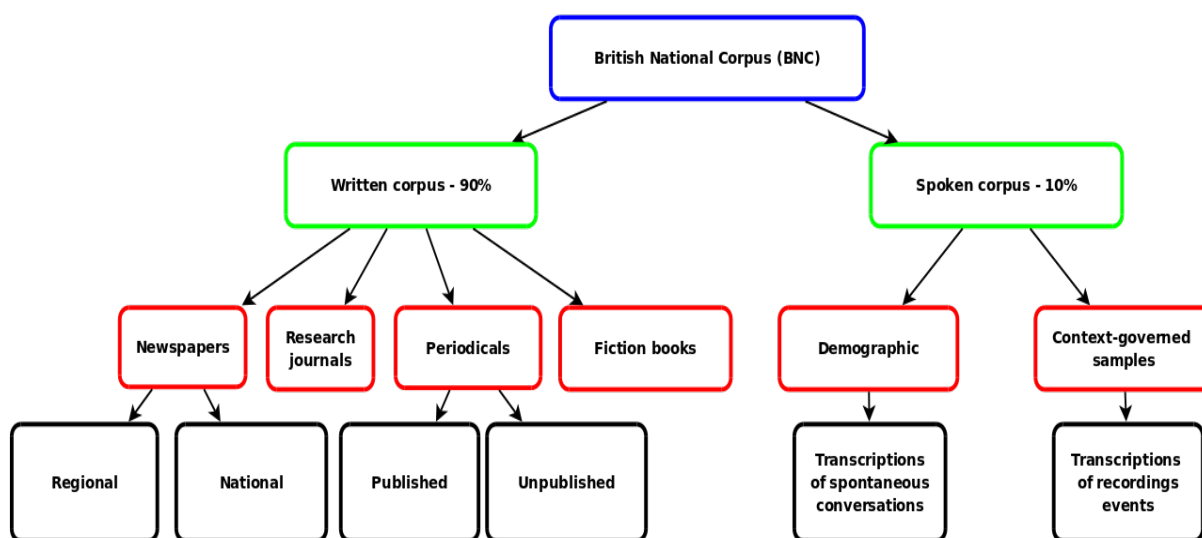 British National Corpus (BNC)
Written corpus - 90%
Spoken corpus - 10%
Newspapers
Research
journals
Periodicals
Fiction books
Demographic
Context-governed
samples
Regional
National
Published
Unpublished
Transcriptions
of spontaneous
conversations
Transcriptions
of recordings
events